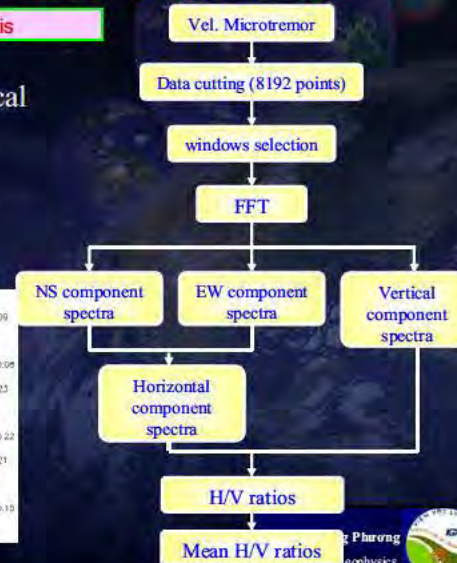 is
cal
Vel. Microtremor
Data cutting (8192 points)
windows selection
FFT
NS component
spectra
EW component
spectra
Vertical
component
spectra
Horizontal
component
spectra
H/V ratios
Mean H/V ratios
g Phương
eophysics